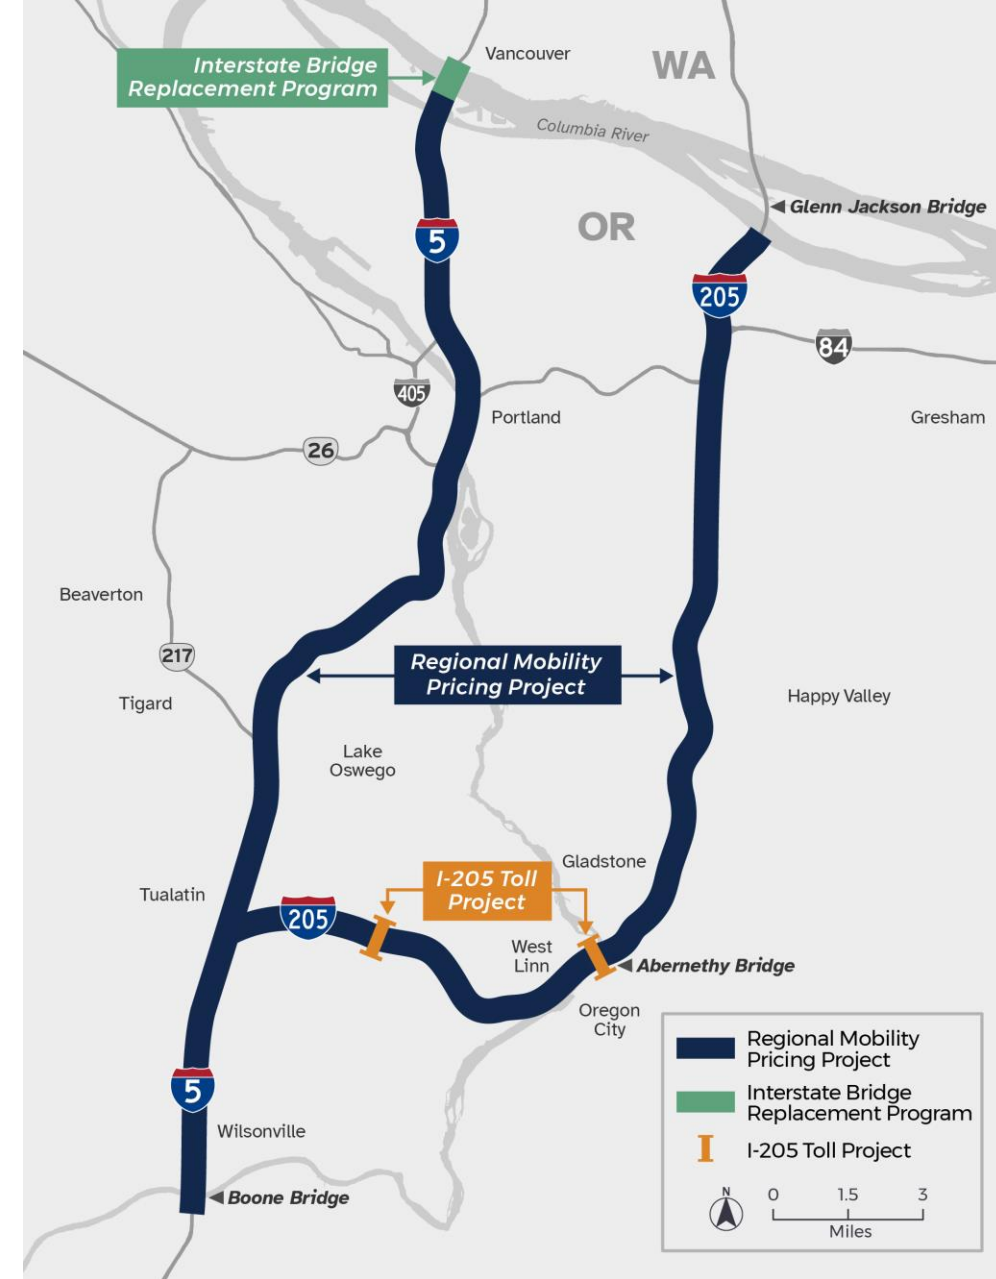 Vancouver
WA
Interstate Bridge
Replacement Program
Columbia River
Glenn Jackson Bridge
OR
5
205
84
405
Portland
Gresham
26
Beaverton
217
Regional Mobility
Pricing Project
Happy Valley
Tigard
Lake
Oswego
Gladstone
I-205 Toll
Project
Tualatin
205
West
Linn
Abernethy Bridge
Oregon
City
5
Wilsonville
Boone Bridge
Regional Mobility
Pricing Project
Interstate Bridge
Replacement Program
I-205 Toll Project
N
0 1.5 3
Miles